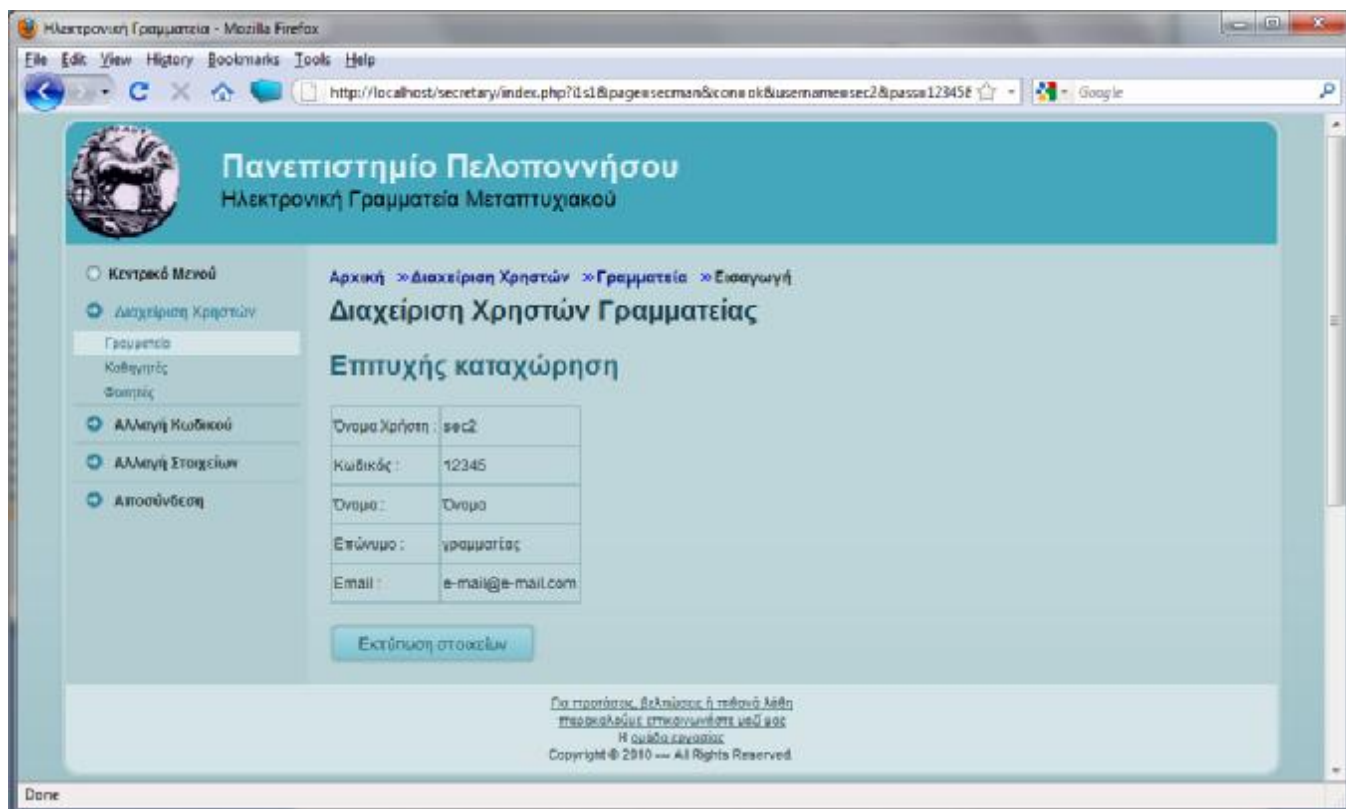 Ηλεκτρονική Γραμματεία - Mozilla Firefox
File Edit View History Bookmarks Tools Help
http://localhost/secretary/index.php?i1s1&page=secman&con=ok&username=sec2&pass=12345& Google
Πανεπιστημίο Πελοποννήσου
Ηλεκτρονική Γραμματεία Μεταπτυχιακού
Κεντρικό Μενού
Διαχείριση Χρηστών
Γραμματεία
Καθηγητές
Φοιτητές
Αλλαγή Κωδικού
Αλλαγή Στοιχείων
Αποσύνδεση
Αρχική »Διαχείριση Χρηστών »Γραμματεία »Εισαγωγή
Διαχείριση Χρηστών Γραμματείας
Επιτυχής καταχώρηση
Όνομα Χρήστη : sec2
Κωδικός : 12345
Όνομα : Όνομα
Επώνυμο : γραμματέας
Email : e-mail@e-mail.com
Εκτύπωση στοιχείων
Για προτάσεις, βελτιώσεις ή πιθανά λάθη
παρακαλούμε επικοινωνήστε μαζί μας
Η ομάδα εργασίας
Copyright © 2010 — All Rights Reserved
Done